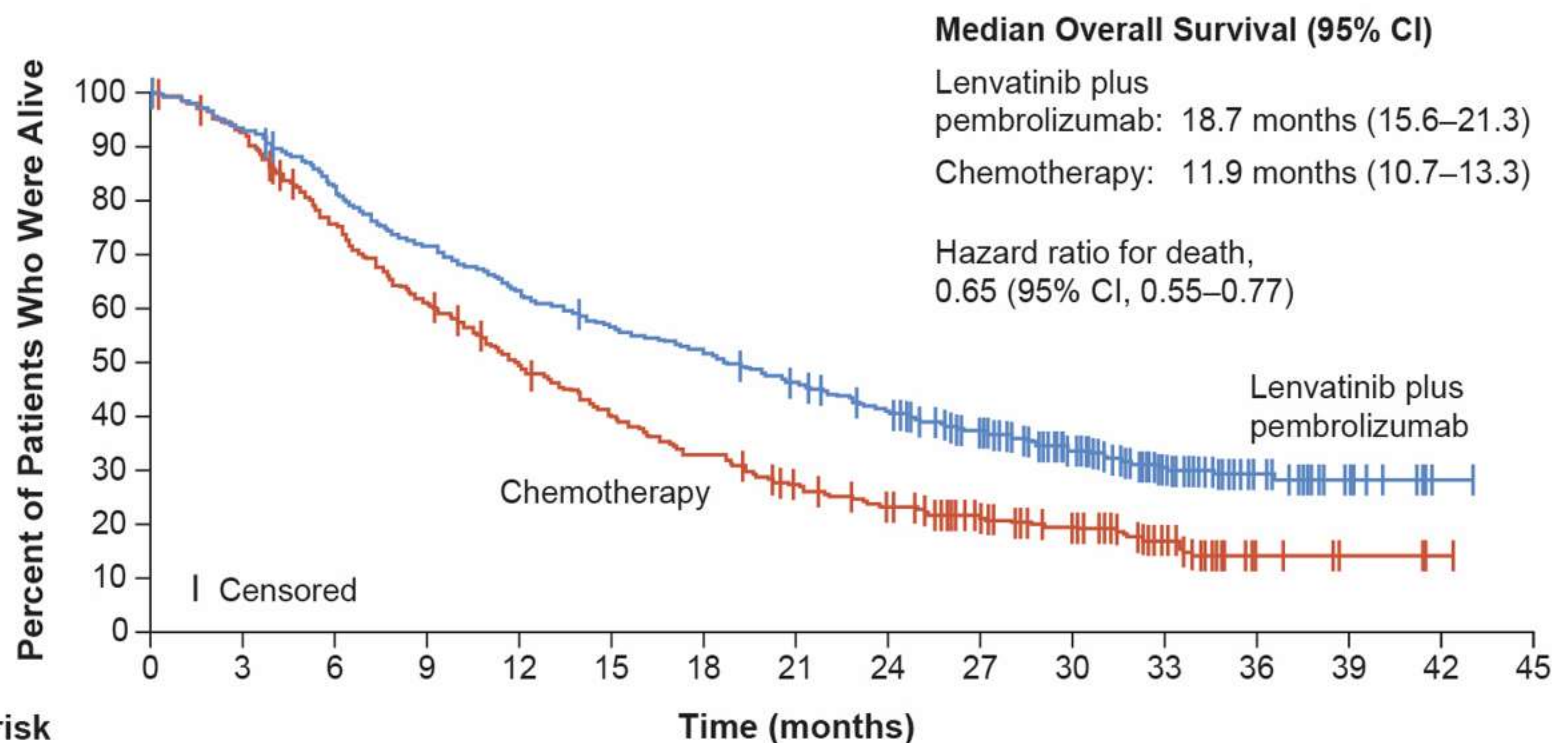 Median Overall Survival (95% CI)
Lenvatinib plus
pembrolizumab: 18.7 months (15.6–21.3)
Chemotherapy: 11.9 months (10.7–13.3)
Hazard ratio for death,
0.65 (95% CI, 0.55–0.77)
Percent of Patients Who Were Alive
100
90
80
70
60
50
40
30
20
10
0
Lenvatinib plus
pembrolizumab
Chemotherapy
Censored
0 3 6 9 12 15 18 21 24 27 30 33 36 39 42 45
Time (months)
risk